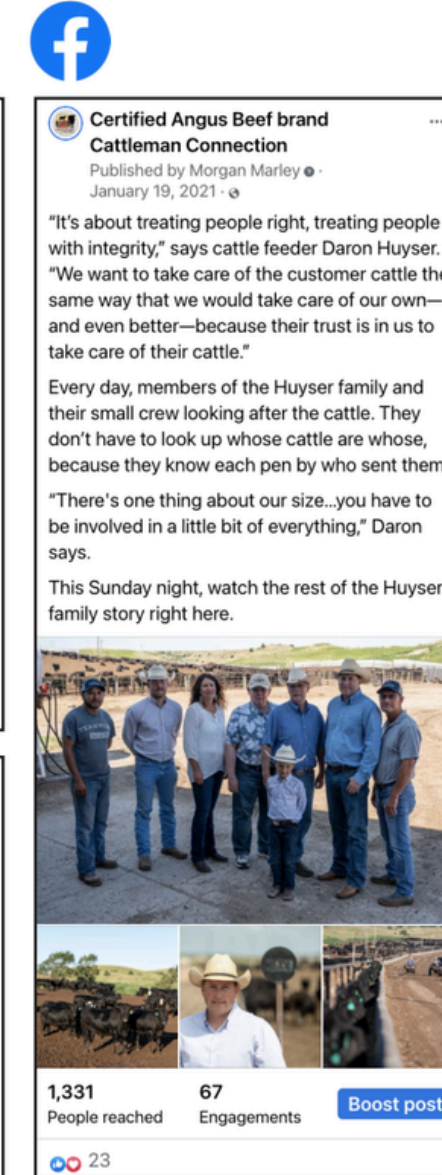 Certified Angus Beef brand
Cattleman Connection
Published by Morgan Marley ·
January 19, 2021 ·
“It’s about treating people right, treating people
with integrity,” says cattle feeder Daron Huyser.
“We want to take care of the customer cattle the
same way that we would take care of our own—
and even better—because their trust is in us to
take care of their cattle.”
Every day, members of the Huyser family and
their small crew looking after the cattle. They
don’t have to look up whose cattle are whose,
because they know each pen by who sent them
“There's one thing about our size...you have to
be involved in a little bit of everything,” Daron
says.
This Sunday night, watch the rest of the Huyser
family story right here.
1,331
People reached
67
Engagements
Boost post
23